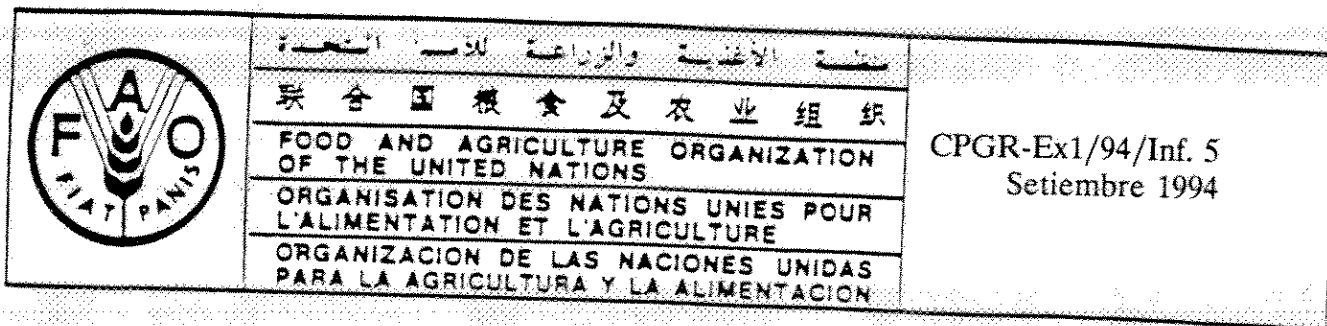 FAO
FIAT PANIS
منظمة الأغذية والزراعة للأمم المتحدة
联合国粮食及农业组织
FOOD AND AGRICULTURE ORGANIZATION
OF THE UNITED NATIONS
ORGANISATION DES NATIONS UNIES POUR
L'ALIMENTATION ET L'AGRICULTURE
ORGANIZACION DE LAS NACIONES UNIDAS
PARA LA AGRICULTURA Y LA ALIMENTACION
CPGR-Ex1/94/Inf. 5
Setiembre 1994